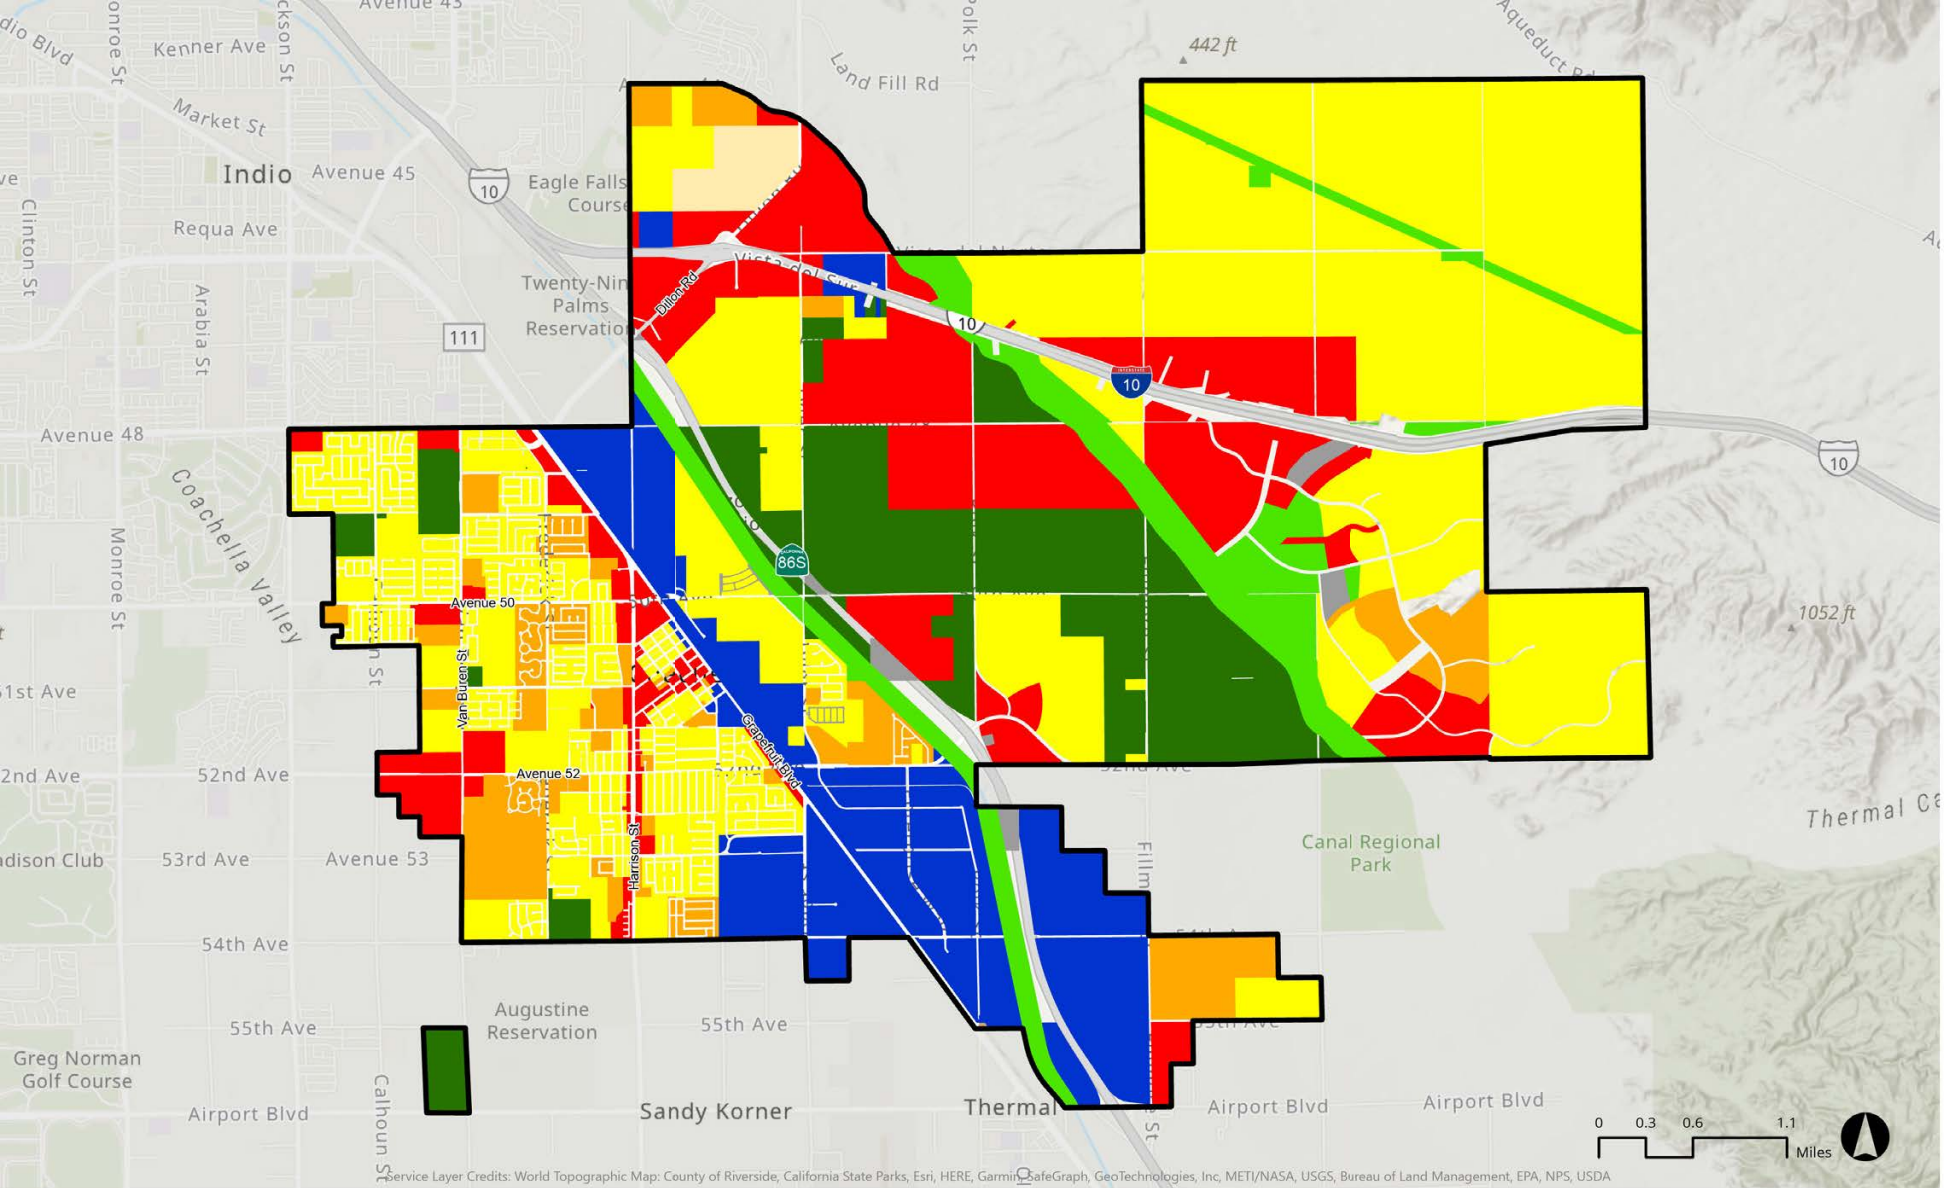 Avenue 43
Kenner Ave
Market St
Indio
Avenue 45
Requa Ave
Clinton St
Arabia St
Land Fill Rd
442 ft
Eagle Falls
Course
10
Twenty-Nin
Palms
Reservation
111
Dillon Rd
Vista del Sur
10
10
10
Avenue 48
Coachella Valley
Monroe St
86S
Avenue 50
1052 ft
51st Ave
Van Buren St
Grapefruit Blvd
2nd Ave
52nd Ave
Avenue 52
52nd Ave
Thermal Ca
adison Club
53rd Ave
Avenue 53
Harrison St
Canal Regional
Park
54th Ave
Augustine
Reservation
55th Ave
55th Ave
Greg Norman
Golf Course
Calhoun St
Airport Blvd
Sandy Korner
Thermal
Airport Blvd
Airport Blvd
0 0.3 0.6 1.1
Miles
Service Layer Credits: World Topographic Map: County of Riverside, California State Parks, Esri, HERE, Garmin, SafeGraph, GeoTechnologies, Inc, METI/NASA, USGS, Bureau of Land Management, EPA, NPS, USDA